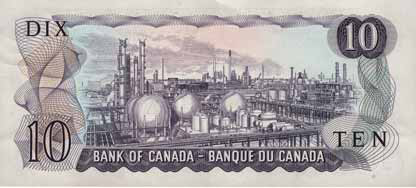 DIX 10
10 TEN
BANK OF CANADA - BANQUE DU CANADA